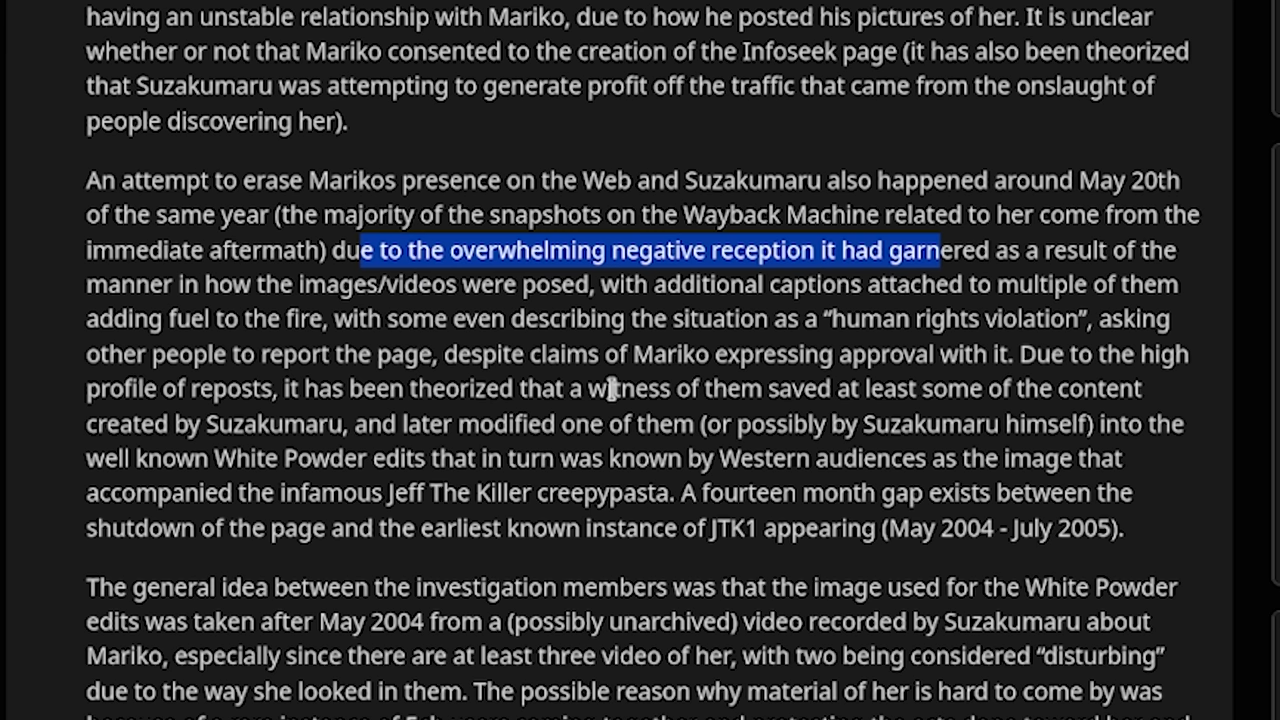 having an unstable relationship with Mariko, due to how he posted his pictures of her. It is unclear
whether or not that Mariko consented to the creation of the Infoseek page (it has also been theorized
that Suzakumaru was attempting to generate profit off the traffic that came from the onslaught of
people discovering her).
An attempt to erase Marikos presence on the Web and Suzakumaru also happened around May 20th
of the same year (the majority of the snapshots on the Wayback Machine related to her come from the
immediate aftermath) due to the overwhelming negative reception it had garnered as a result of the
manner in how the images/videos were posed, with additional captions attached to multiple of them
adding fuel to the fire, with some even describing the situation as a “human rights violation”, asking
other people to report the page, despite claims of Mariko expressing approval with it. Due to the high
profile of reposts, it has been theorized that a witness of them saved at least some of the content
created by Suzakumaru, and later modified one of them (or possibly by Suzakumaru himself) into the
well known White Powder edits that in turn was known by Western audiences as the image that
accompanied the infamous Jeff The Killer creepypasta. A fourteen month gap exists between the
shutdown of the page and the earliest known instance of JTK1 appearing (May 2004 - July 2005).
The general idea between the investigation members was that the image used for the White Powder
edits was taken after May 2004 from a (possibly unarchived) video recorded by Suzakumaru about
Mariko, especially since there are at least three video of her, with two being considered “disturbing”
due to the way she looked in them. The possible reason why material of her is hard to come by was